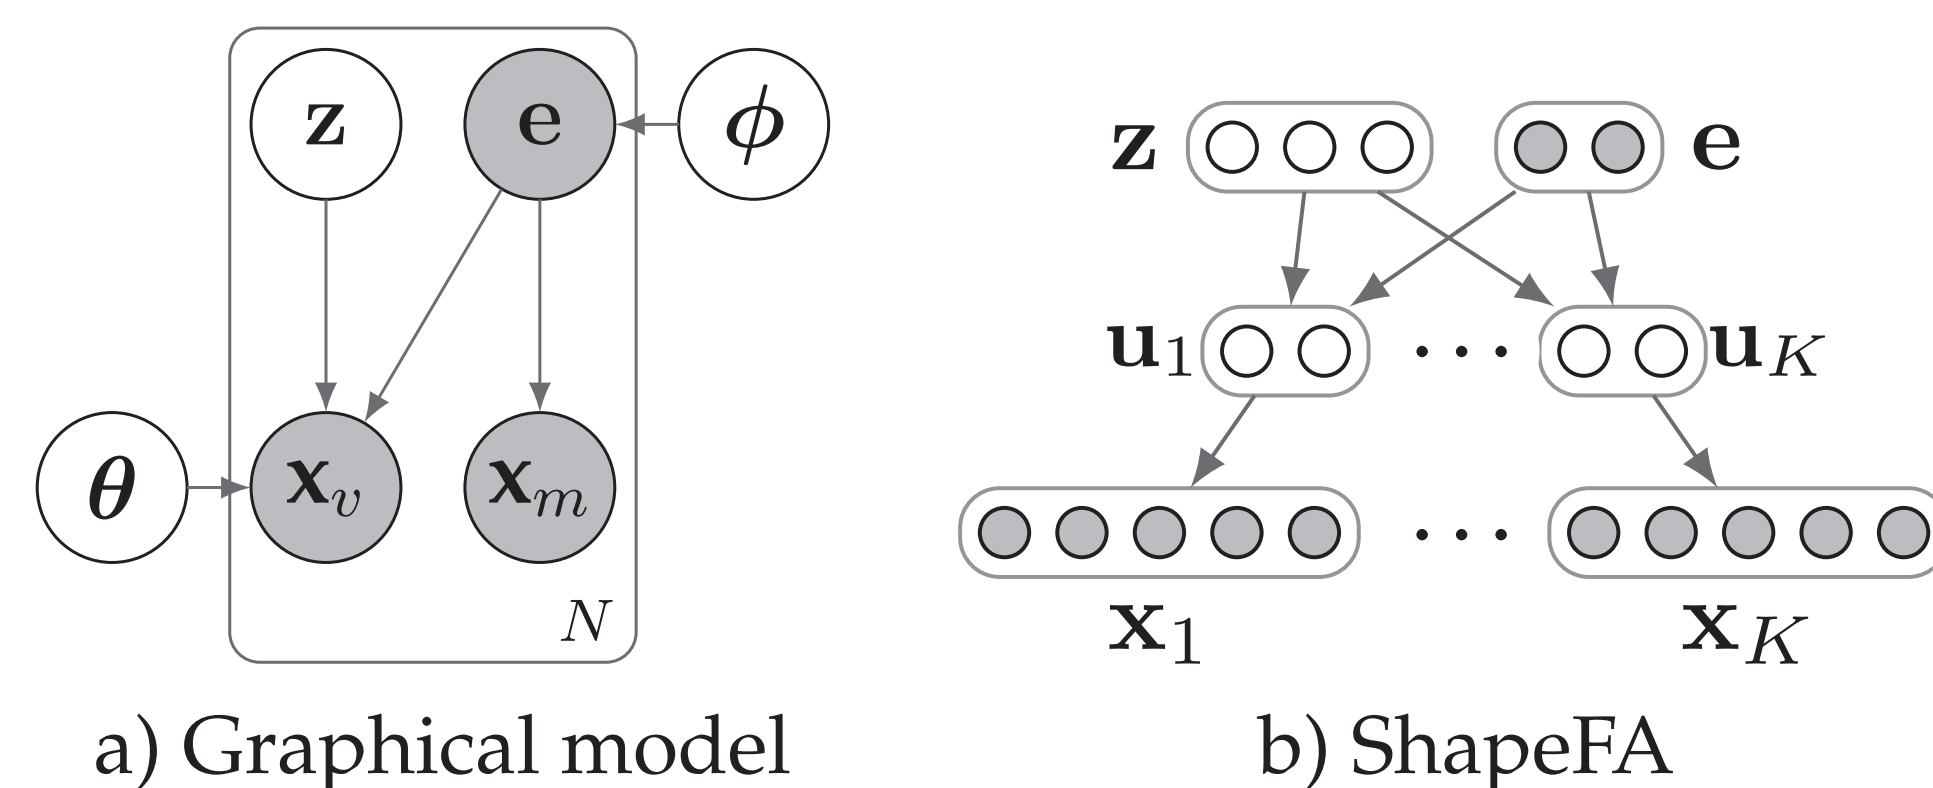 z e ϕ
θ x_v x_m
N
a) Graphical model
z e
u_1 ··· u_K
···
x_1 x_K
b) ShapeFA